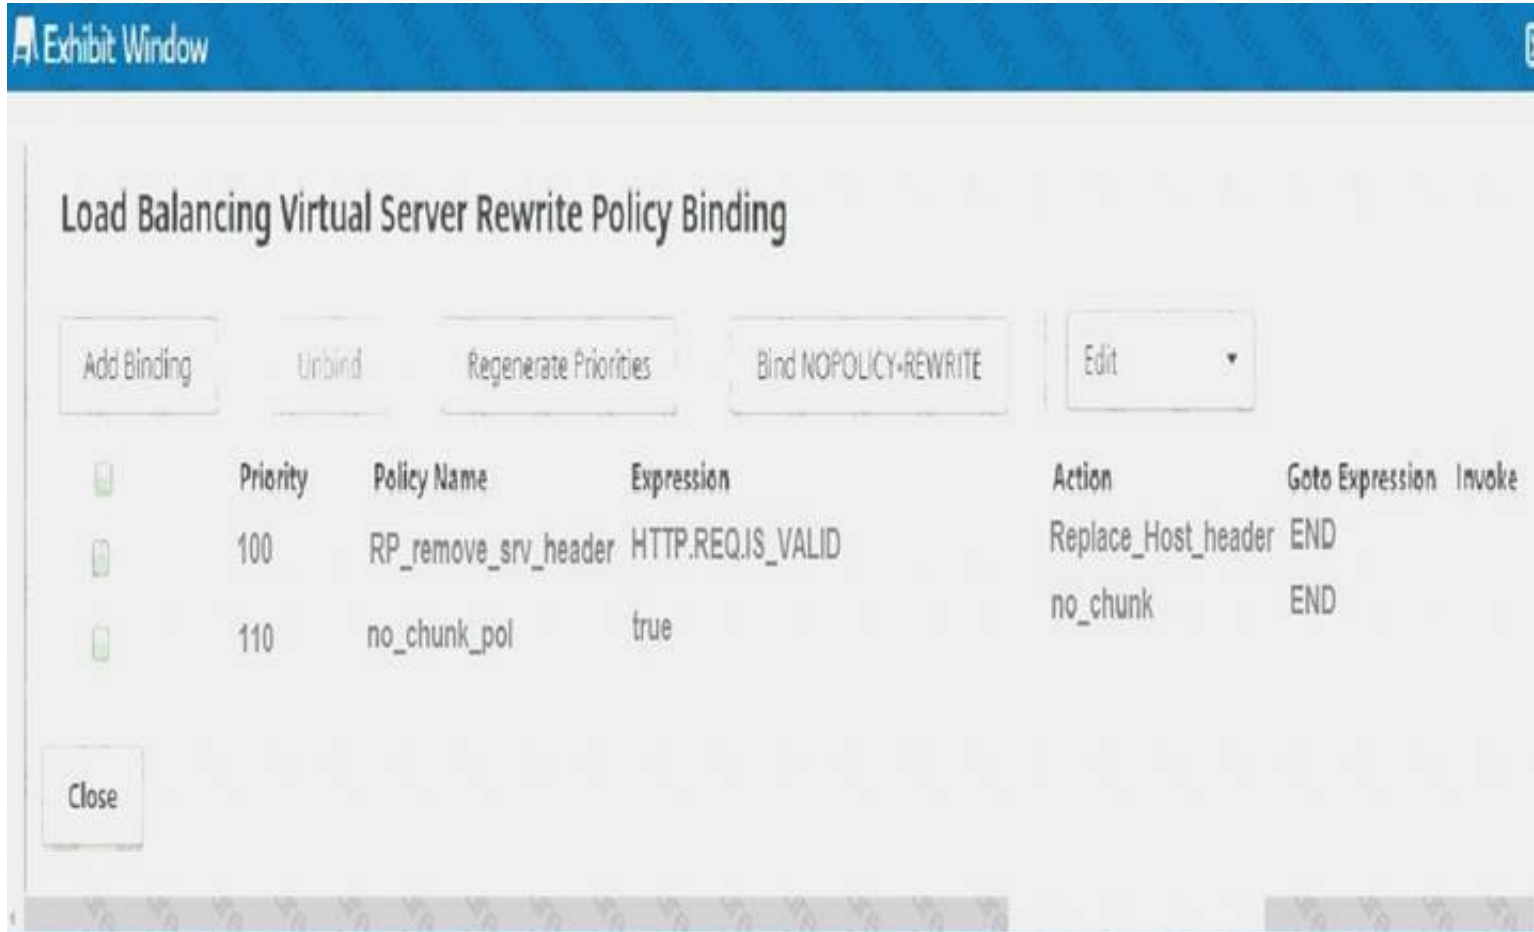 Exhibit Window
Load Balancing Virtual Server Rewrite Policy Binding
Add Binding Unbind Regenerate Priorities Bind NOPOLICY-REWRITE Edit
Priority Policy Name Expression Action Goto Expression Invoke
100 RP_remove_srv_header HTTP.REQ.IS_VALID Replace_Host_header END
110 no_chunk_pol true no_chunk END
Close